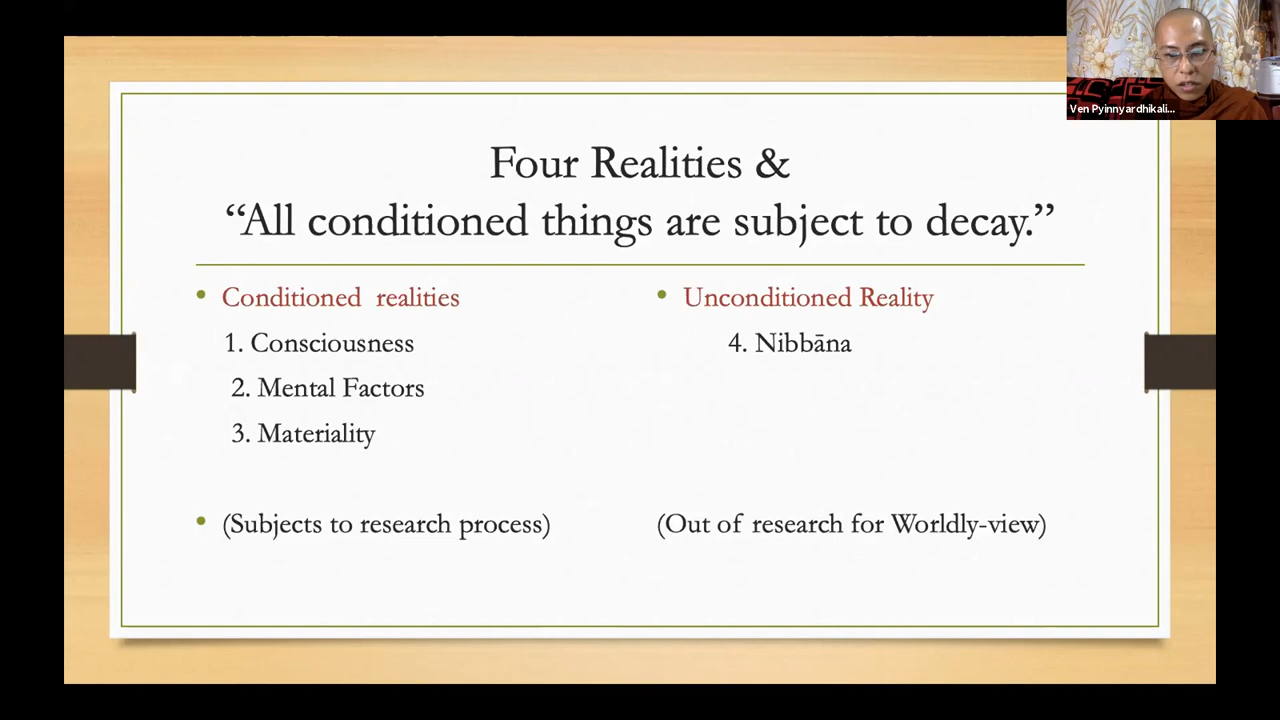 Ven Pyinnyardhikali...
Four Realities &
“All conditioned things are subject to decay.”
• Conditioned realities
1. Consciousness
2. Mental Factors
3. Materiality
• (Subjects to research process)
• Unconditioned Reality
4. Nibbāna
(Out of research for Worldly-view)